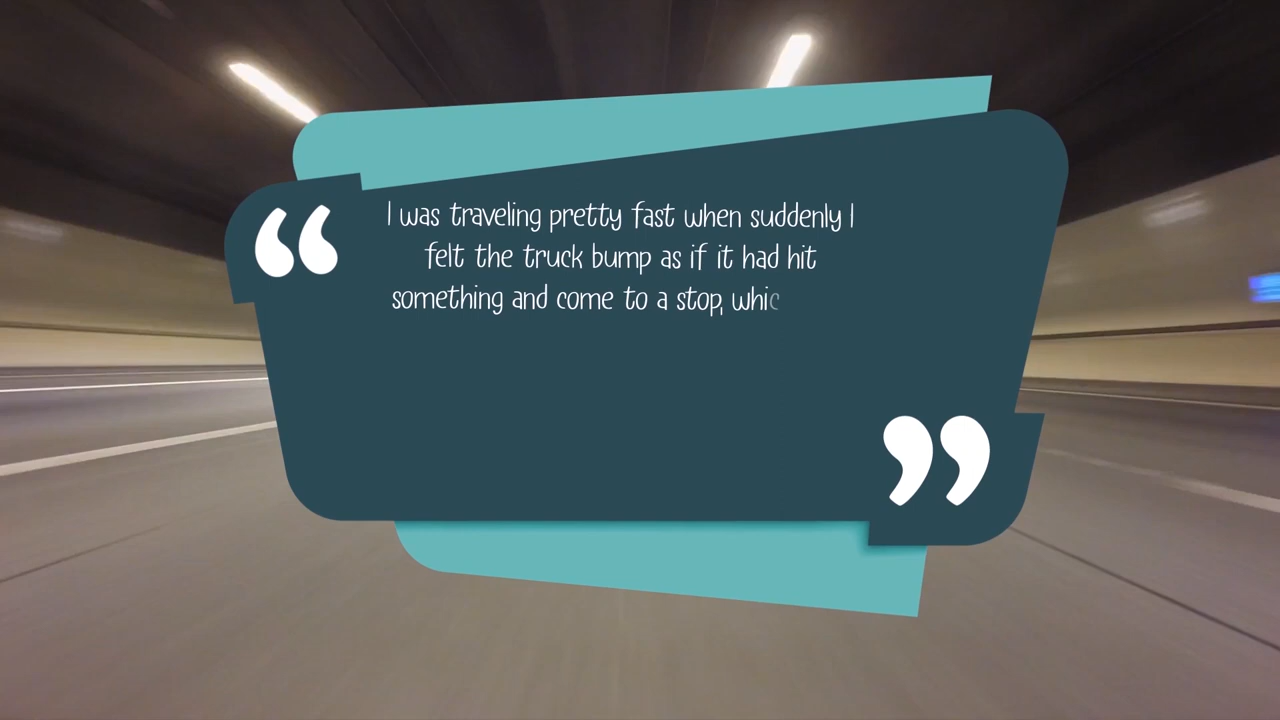 “
I was traveling pretty fast when suddenly I
felt the truck bump as if it had hit
something and come to a stop, whic
”